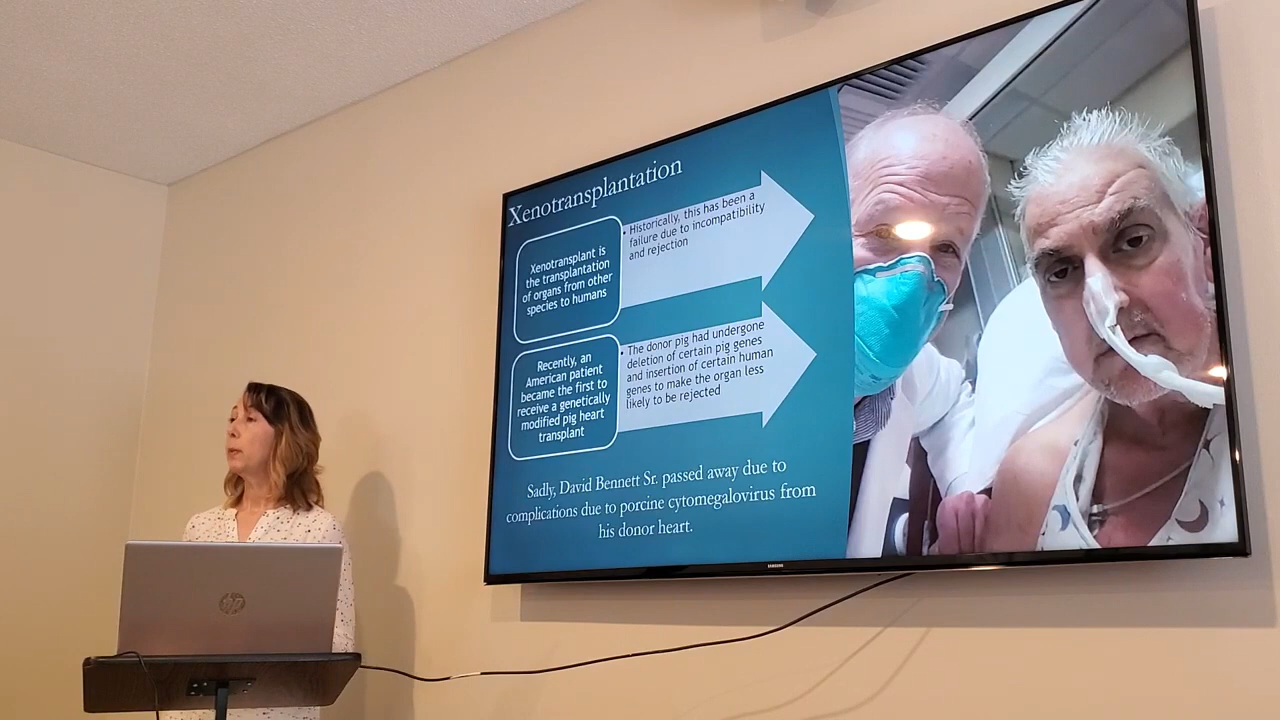 Xenotransplantation
Xenotransplant is
the transplantation
of organs from other
species to humans
• Historically, this has been a
failure due to incompatibility
and rejection
Recently, an
American patient
became the first to
receive a genetically
modified pig heart
transplant
• The donor pig had undergone
deletion of certain pig genes
and insertion of certain human
genes to make the organ less
likely to be rejected
Sadly, David Bennett Sr. passed away due to
complications due to porcine cytomegalovirus from
his donor heart.
SAMSUNG
hp